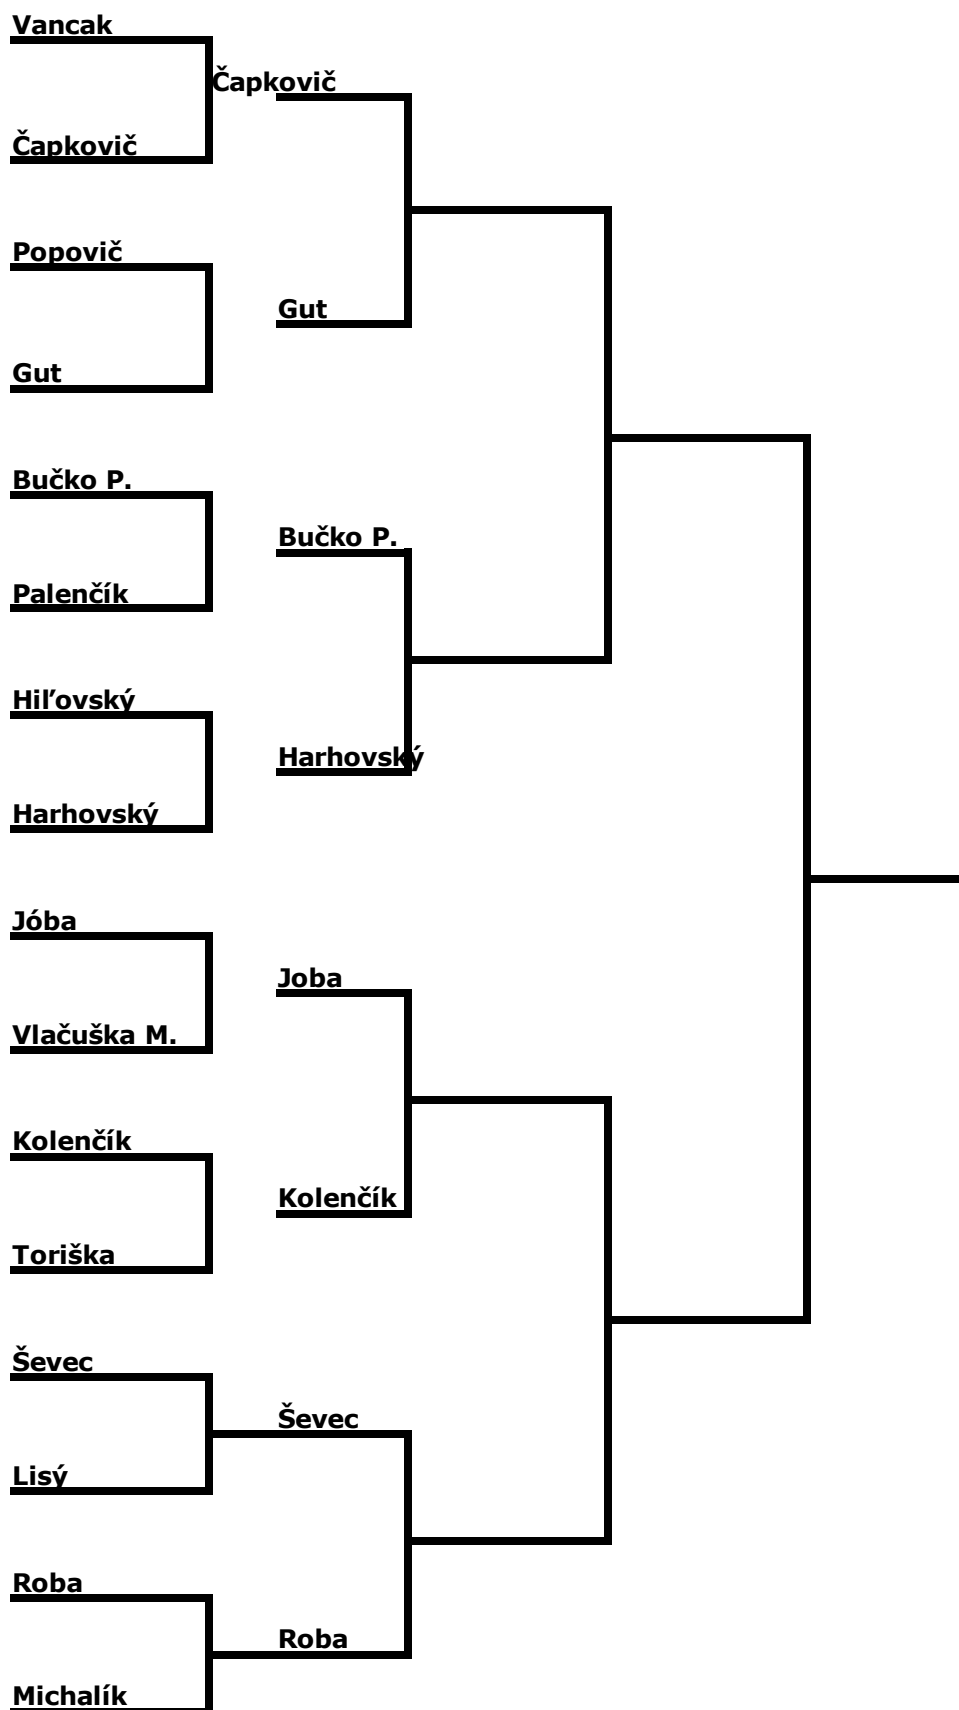 Vancak
Čapkovič
Čapkovič
Popovič
Gut
Gut
Bučko P.
Bučko P.
Palenčík
Hiľovský
Harhovský
Harhovský
Jóba
Joba
Vlačuška M.
Kolenčík
Kolenčík
Toriška
Ševec
Ševec
Lisý
Roba
Roba
Michalík